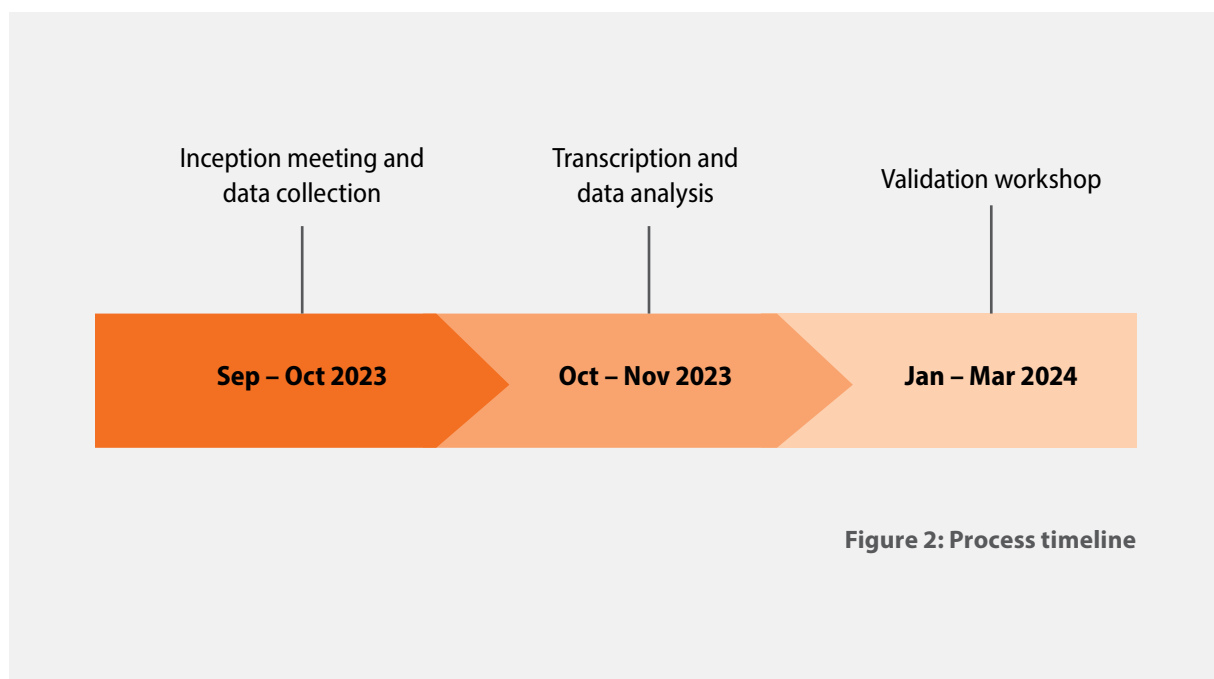 Inception meeting and
data collection
Transcription and
data analysis
Validation workshop
Sep – Oct 2023
Oct – Nov 2023
Jan – Mar 2024
Figure 2: Process timeline